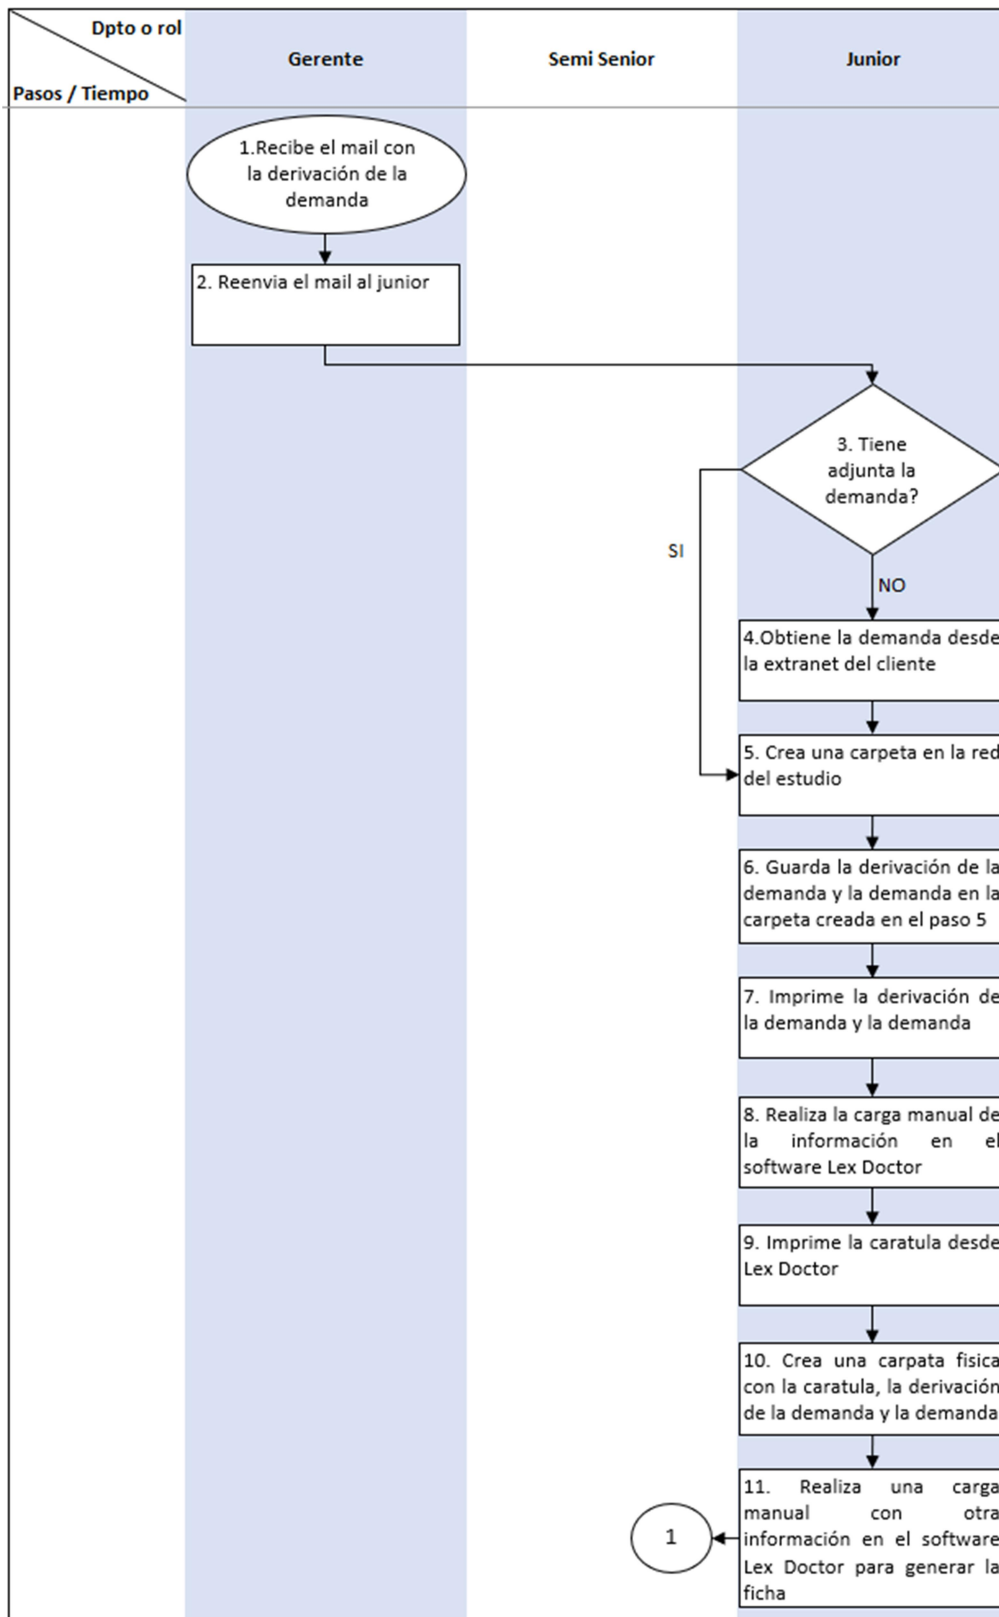 Dpto o rol
Pasos / Tiempo
Gerente
Semi Senior
Junior
1.Recibe el mail con
la derivación de la
demanda
2. Reenvia el mail al junior
3. Tiene
adjunta la
demanda?
SI
NO
4.Obtiene la demanda desde
la extranet del cliente
5. Crea una carpeta en la red
del estudio
6. Guarda la derivación de la
demanda y la demanda en la
carpeta creada en el paso 5
7. Imprime la derivación de
la demanda y la demanda
8. Realiza la carga manual de
la información en el
software Lex Doctor
9. Imprime la caratula desde
Lex Doctor
10. Crea una carpata fisica
con la caratula, la derivación
de la demanda y la demanda
11. Realiza una carga
manual con otra
información en el software
Lex Doctor para generar la
ficha
1